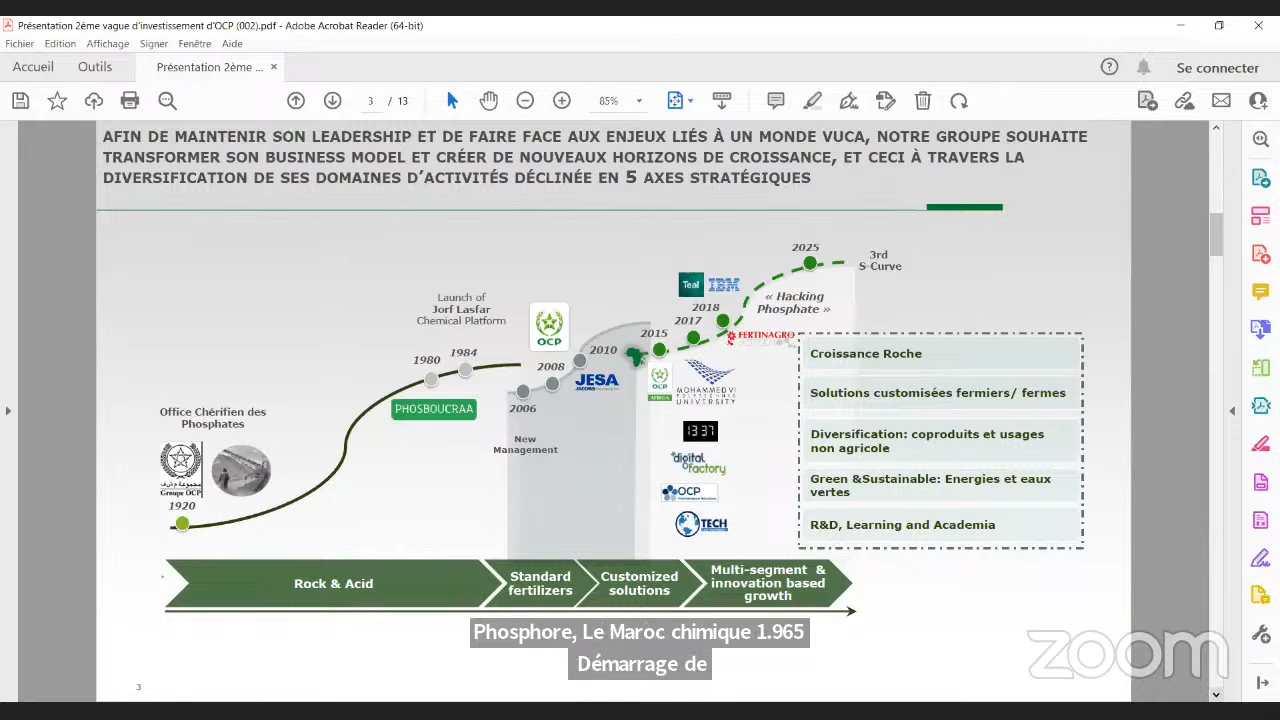 Présentation 2ème vague d'investissement d'OCP (002).pdf - Adobe Acrobat Reader (64-bit)
Fichier Edition Affichage Signer Fenêtre Aide
Accueil Outils Présentation 2ème ... × Se connecter
3 / 13 85%
AFIN DE MAINTENIR SON LEADERSHIP ET DE FAIRE FACE AUX ENJEUX LIÉS À UN MONDE VUCA, NOTRE GROUPE SOUHAITE
TRANSFORMER SON BUSINESS MODEL ET CRÉER DE NOUVEAUX HORIZONS DE CROISSANCE, ET CECI À TRAVERS LA
DIVERSIFICATION DE SES DOMAINES D'ACTIVITÉS DÉCLINÉE EN 5 AXES STRATÉGIQUES
Office Chérifien des
Phosphates
Groupe OCP
1920
1980
1984
PHOSBOUCRAA
Launch of
Jorf Lasfar
Chemical Platform
OCP
2006
2008
2010
New
Management
JESA
2015
2017
2018
Teal
IBM
2025
3rd
S-Curve
« Hacking
Phosphate »
FERTINAGRO
OCP
AFRICA
MOHAMMED VI
POLYTECHNIC
UNIVERSITY
1337
digital
factory
OCP
TECH
Croissance Roche
Solutions customisées fermiers/ fermes
Diversification: coproduits et usages
non agricole
Green &Sustainable: Energies et eaux
vertes
R&D, Learning and Academia
Rock & Acid
Standard
fertilizers
Customized
solutions
Multi-segment &
innovation based
growth
Phosphore, Le Maroc chimique 1.965
Démarrage de
zoom
3